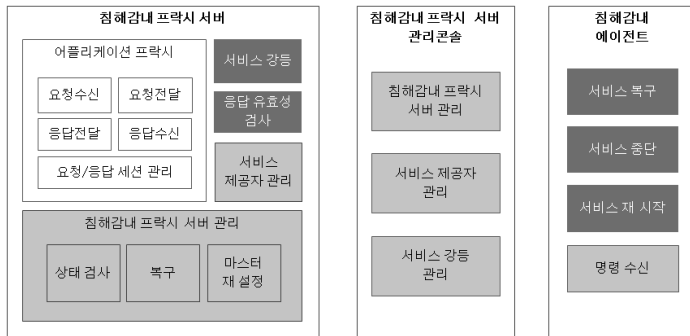 침해감내 프락시 서버
어플리케이션 프락시
요청수신
요청전달
응답전달
응답수신
요청/응답 세션 관리
서비스 강등
응답 유효성
검사
서비스
제공자 관리
침해감내 프락시 서버 관리
상태 검사
복구
마스터
재 설정
침해감내 프락시 서버
관리콘솔
침해감내 프락시
서버 관리
서비스 제공자
관리
서비스 강등
관리
침해감내
에이전트
서비스 복구
서비스 중단
서비스 재 시작
명령 수신